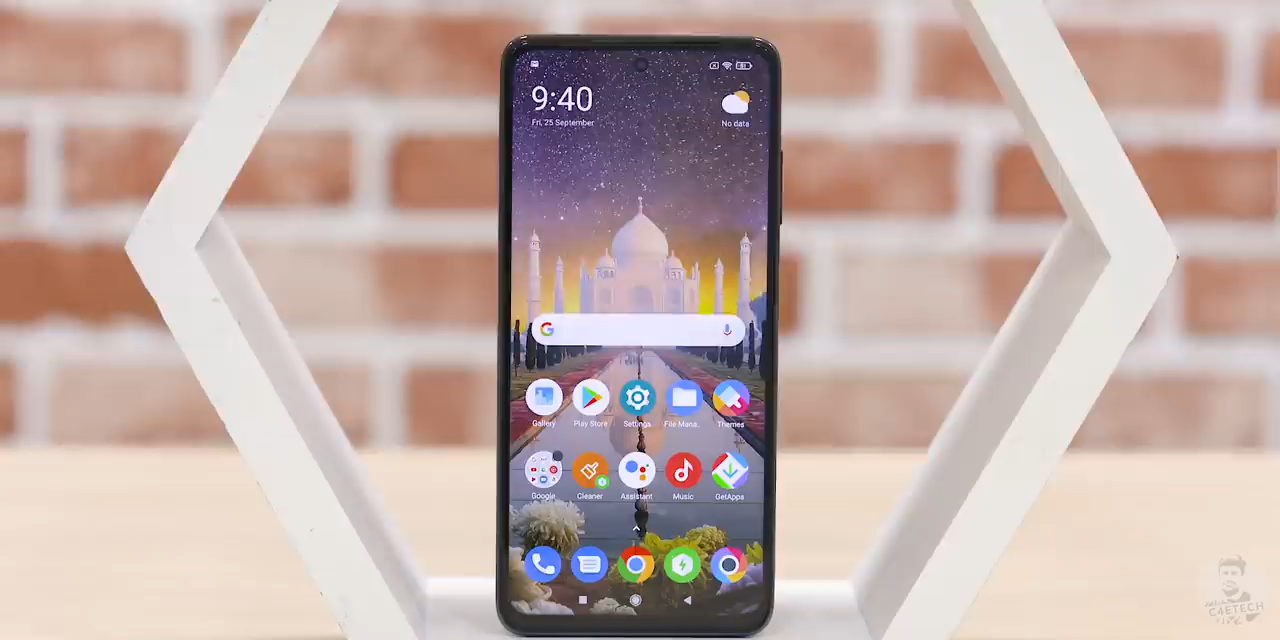 9:40
Fri, 25 September
No data
G
Gallery
Play Store
Settings
File Mana..
Themes
Google
Cleaner
Assistant
Music
GetApps
C4ETECH